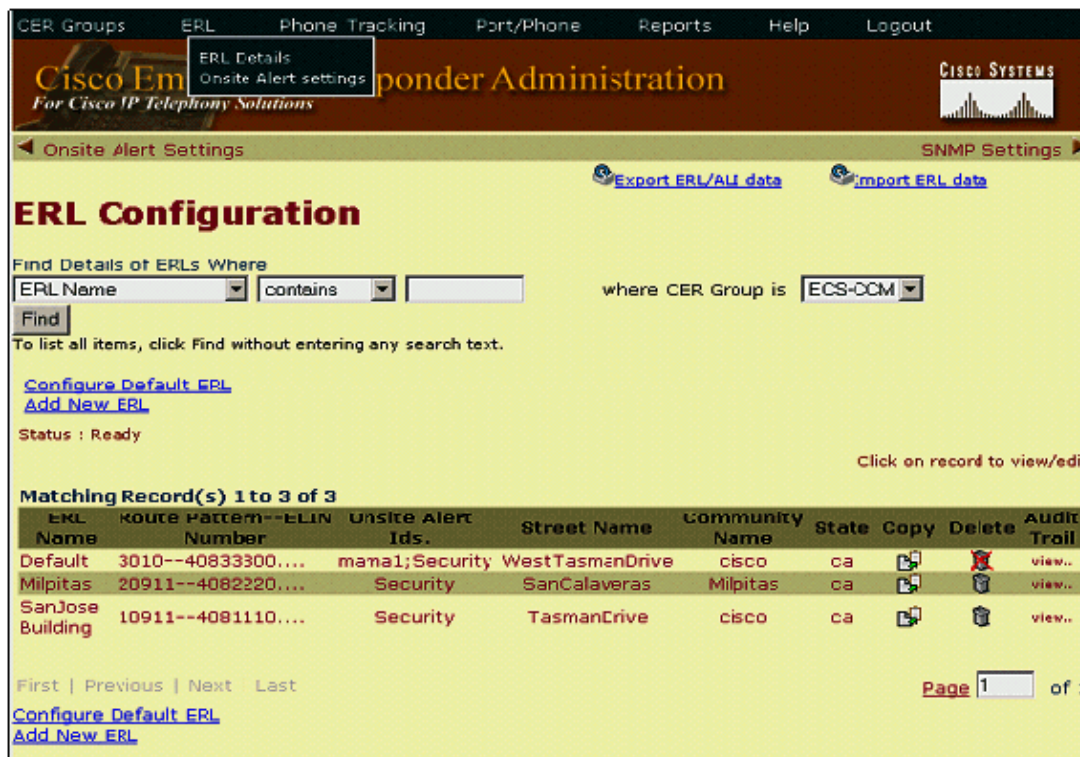 CER Groups ERL Phone Tracking Port/Phone Reports Help Logout
ERL Details
Onsite Alert settings
Cisco Em ponder Administration
For Cisco IP Telephony Solutions
CISCO SYSTEMS
Onsite Alert Settings SNMP Settings
Export ERL/ALI data Import ERL data
ERL Configuration
Find Details of ERLs Where
ERL Name contains where CER Group is ECS-CCM
Find
To list all items, click Find without entering any search text.
Configure Default ERL
Add New ERL
Status : Ready
Click on record to view/edi
Matching Record(s) 1 to 3 of 3
ERL Name Route Pattern--ELIN Number Onsite Alert Ids. Street Name Community Name State Copy Delete Audit Trail
Default 3010--40833300.... mama1;Security WestTasmanDrive cisco ca view..
Milpitas 20911--4082220.... Security SanCalaveras Milpitas ca view..
SanJose Building 10911--4081110.... Security TasmanDrive cisco ca view..
First | Previous | Next | Last
Page 1 of
Configure Default ERL
Add New ERL